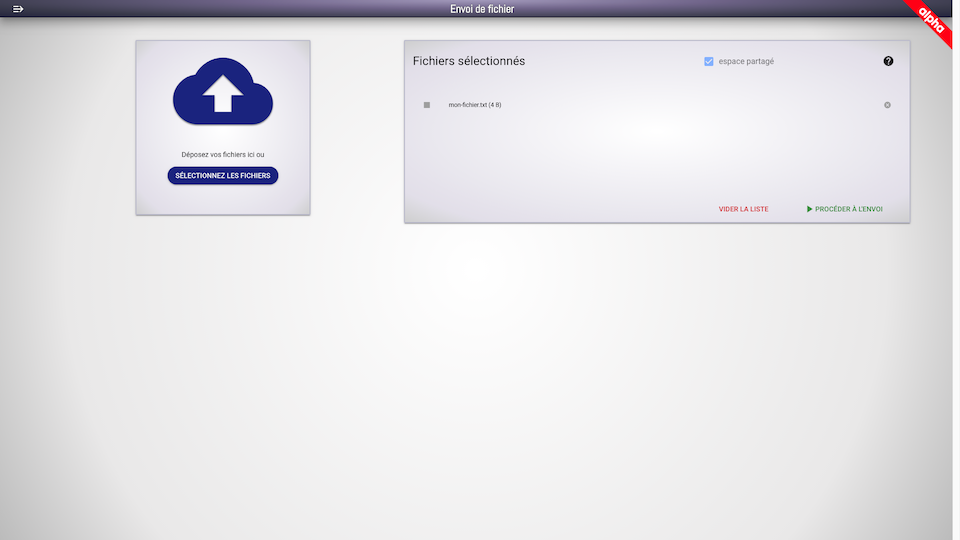 Envoi de fichier
alpha
Déposez vos fichiers ici ou
SÉLECTIONNEZ LES FICHIERS
Fichiers sélectionnés
espace partagé
mon-fichier.txt (4 B)
VIDER LA LISTE
PROCÉDER À L'ENVOI